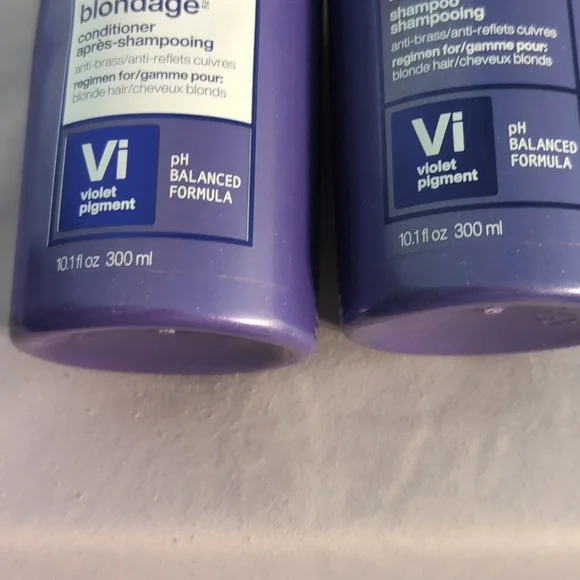 blondage™
conditioner
après-shampooing
anti-brass/anti-reflets cuivres
regimen for/gamme pour:
blonde hair/cheveux blonds
Vi
violet
pigment
pH
BALANCED
FORMULA
10.1 fl oz 300 ml
shampoo
shampooing
anti-brass/anti-reflets cuivres
regimen for/gamme pour:
blonde hair/cheveux blonds
Vi
violet
pigment
pH
BALANCED
FORMULA
10.1 fl oz 300 ml